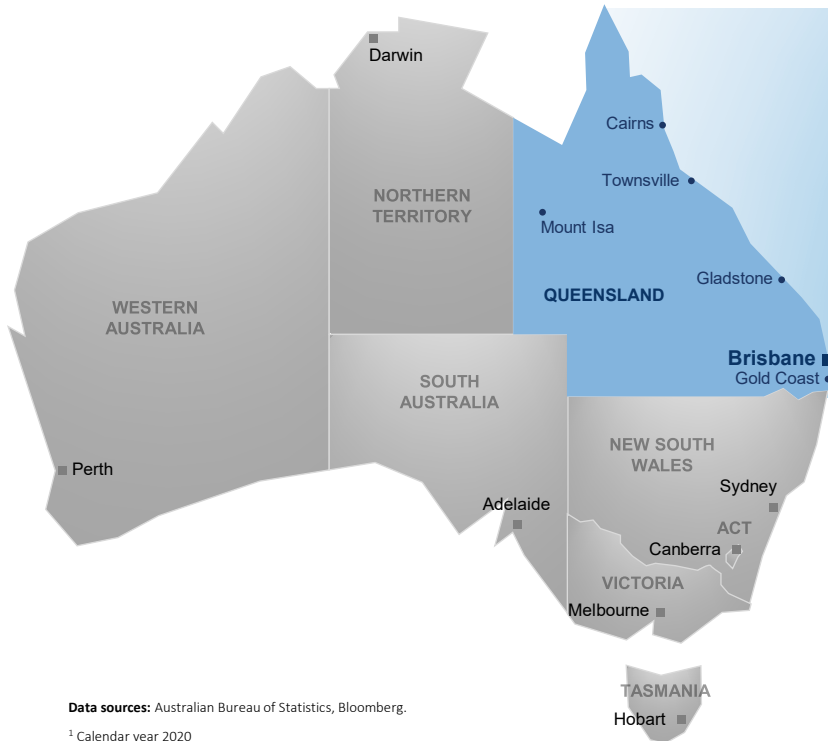 Darwin
Cairns
Townsville
NORTHERN
TERRITORY
Mount Isa
Gladstone
QUEENSLAND
WESTERN
AUSTRALIA
Brisbane
Gold Coast
SOUTH
AUSTRALIA
NEW SOUTH
WALES
Perth
Sydney
Adelaide
ACT
Canberra
VICTORIA
Melbourne
TASMANIA
Hobart
Data sources: Australian Bureau of Statistics, Bloomberg.
¹ Calendar year 2020